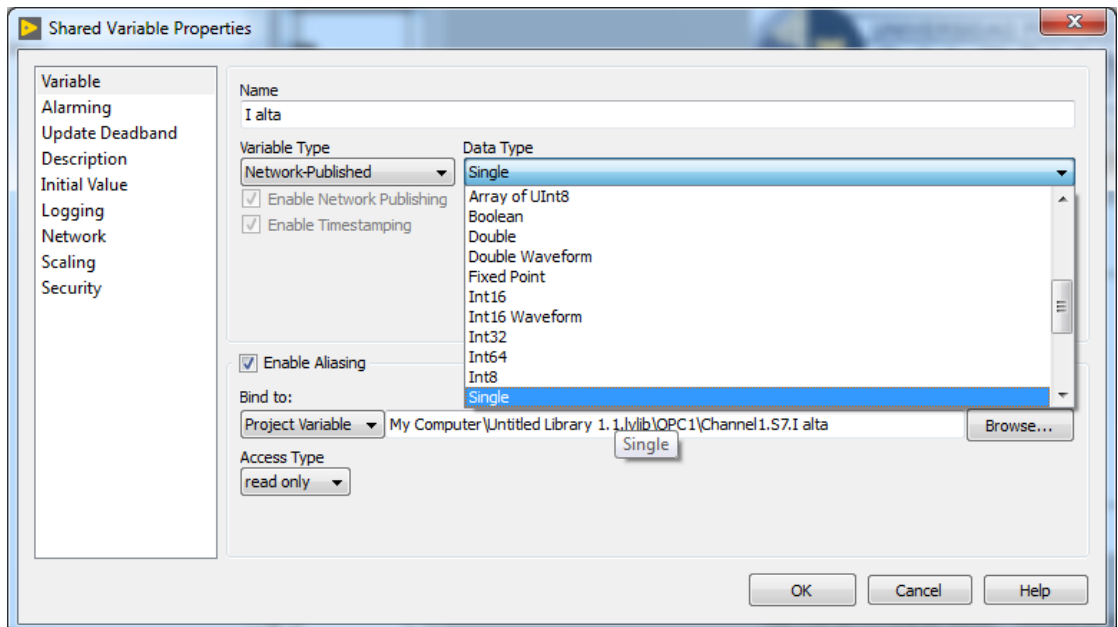 Shared Variable Properties
Variable
Alarming
Update Deadband
Description
Initial Value
Logging
Network
Scaling
Security
Name
I alta
Variable Type
Data Type
Network-Published
Single
Enable Network Publishing
Enable Timestamping
Array of UInt8
Boolean
Double
Double Waveform
Fixed Point
Int16
Int16 Waveform
Int32
Int64
Int8
Single
Enable Aliasing
Bind to:
Project Variable
My Computer\Untitled Library 1.1.lvlib\OPC1\Channel1.S7.I alta
Browse...
Single
Access Type
read only
OK
Cancel
Help